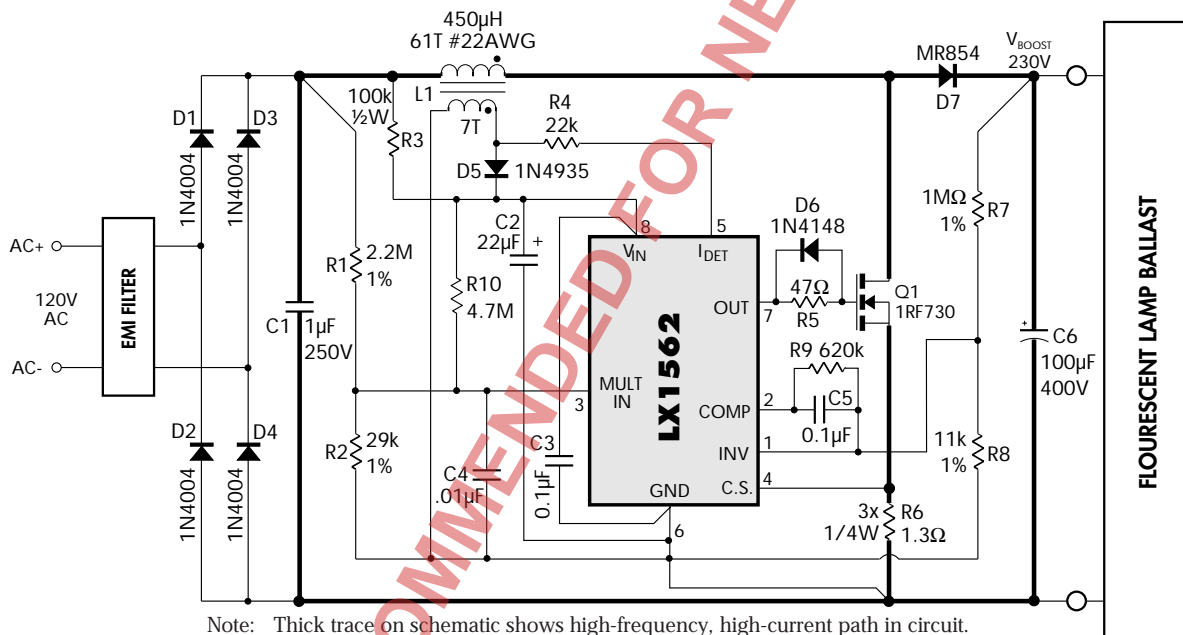 450µH
61T #22AWG
L1
7T
MR854
D7
V BOOST
230V
D1
D3
1N4004
1N4004
100k
½W
R3
R4
22k
D5
1N4935
D6
1N4148
1MΩ
1%
R7
AC+
120V
AC
AC-
EMI FILTER
R1
2.2M
1%
C1
1µF
250V
C2
22µF
+
R10
4.7M
8
VIN
5
IDET
OUT
7
47Ω
R5
Q1
1RF730
+
C6
100µF
400V
FLOURESCENT LAMP BALLAST
LX1562
MULT
IN
3
COMP
2
R9 620k
C5
0.1µF
INV
1
C.S.
4
GND
6
D2
D4
1N4004
1N4004
R2
29k
1%
C4
.01µF
C3
0.1µF
11k
1%
R8
3x
1/4W
R6
1.3Ω
Note: Thick trace on schematic shows high-frequency, high-current path in circuit.
OMMENDED FOR NE